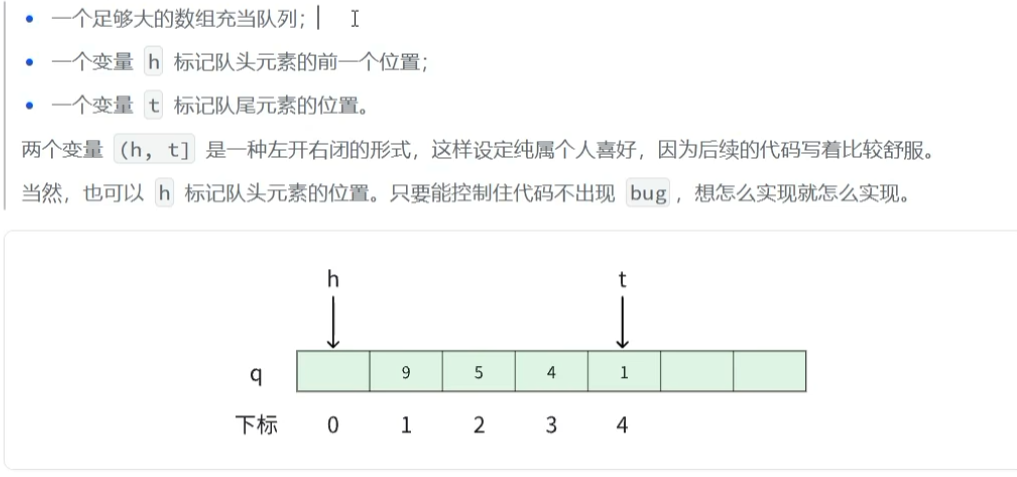 一个足够大的数组充当队列；
一个变量 h 标记队头元素的前一个位置；
一个变量 t 标记队尾元素的位置。
两个变量 (h, t] 是一种左开右闭的形式，这样设定纯属个人喜好，因为后续的代码写着比较舒服。
当然，也可以 h 标记队头元素的位置。只要能控制住代码不出现 bug ，想怎么实现就怎么实现。
h t
q 9 5 4 1
下标 0 1 2 3 4